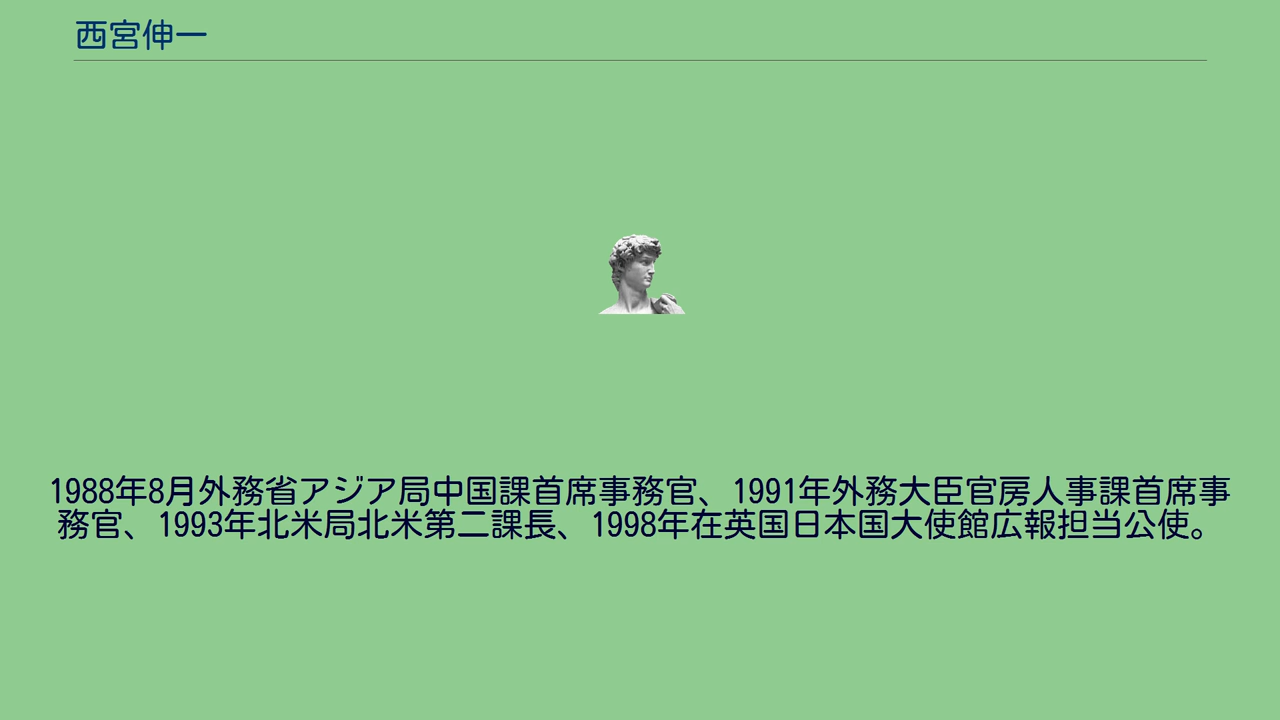 西宮伸一
1988年8月外務省アジア局中国課首席事務官、1991年外務大臣官房人事課首席事
務官、1993年北米局北米第二課長、1998年在英国日本国大使館広報担当公使。